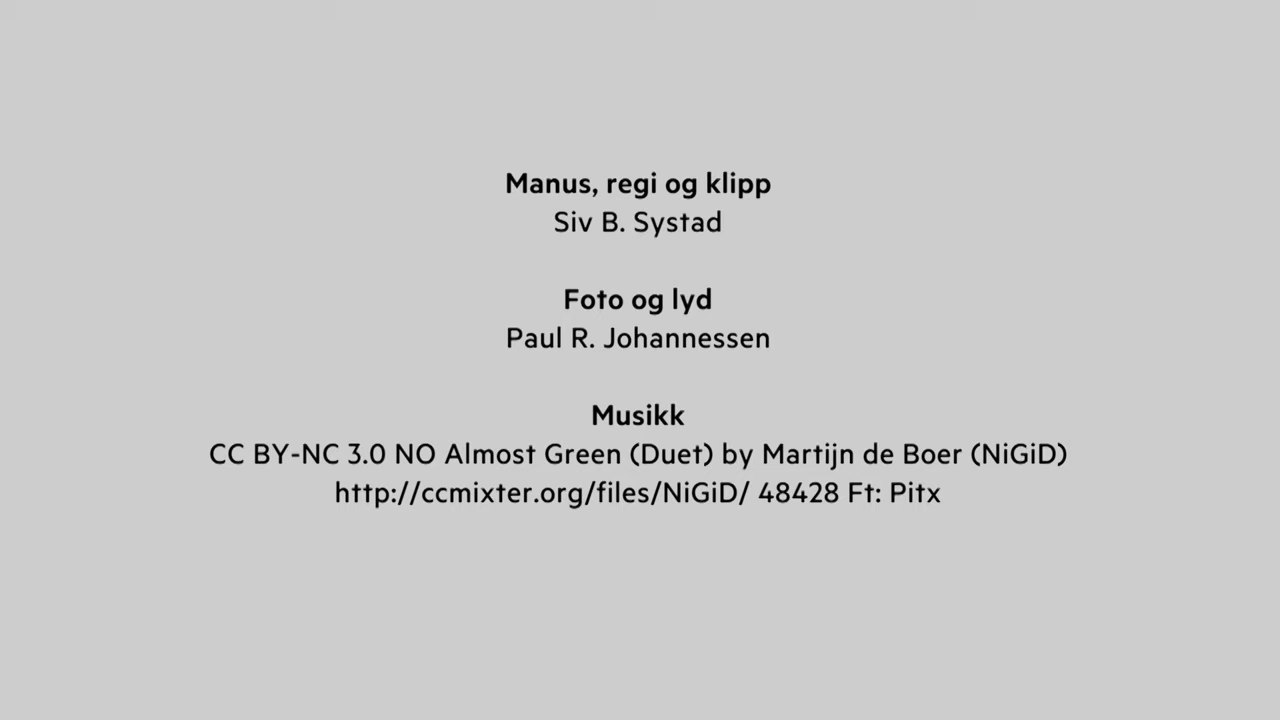 Manus, regi og klipp
Siv B. Systad
Foto og lyd
Paul R. Johannessen
Musikk
CC BY-NC 3.0 NO Almost Green (Duet) by Martijn de Boer (NiGiD)
http://ccmixter.org/files/NiGiD/ 48428 Ft: Pitx